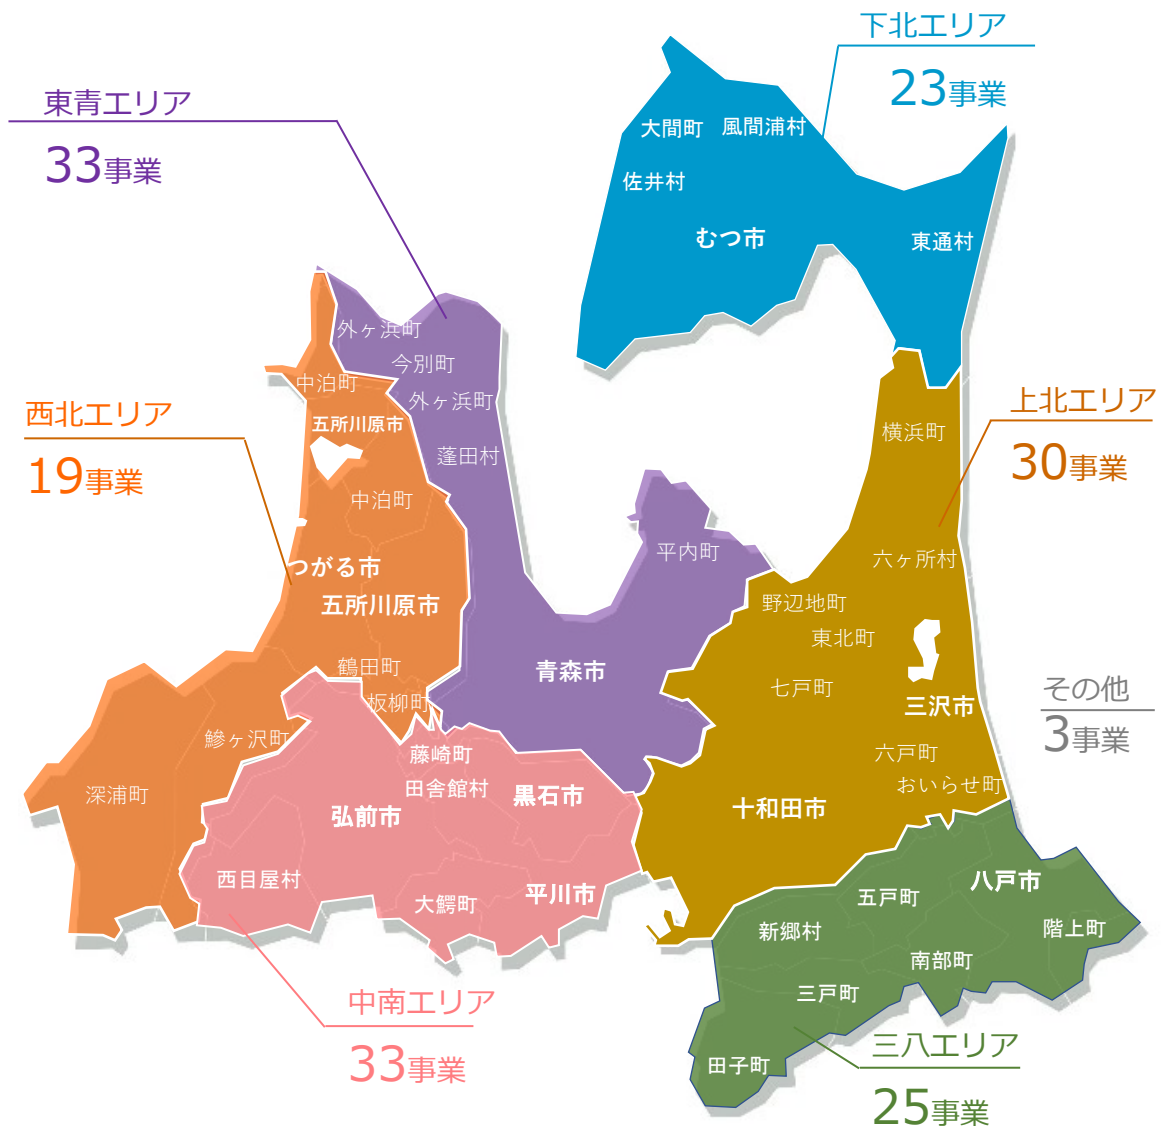 下北エリア
23事業
東青エリア
33事業
大間町
風間浦村
佐井村
むつ市
東通村
外ヶ浜町
今別町
中泊町
外ヶ浜町
西北エリア
19事業
五所川原市
蓬田村
中泊町
上北エリア
30事業
横浜町
平内町
六ヶ所村
つがる市
五所川原市
野辺地町
東北町
鶴田町
青森市
板柳町
七戸町
三沢市
その他
3事業
鰺ヶ沢町
藤崎町
六戸町
深浦町
田舎館村
黒石市
おいらせ町
弘前市
十和田市
西目屋村
大鰐町
平川市
五戸町
八戸市
新郷村
階上町
南部町
三戸町
中南エリア
33事業
田子町
三八エリア
25事業